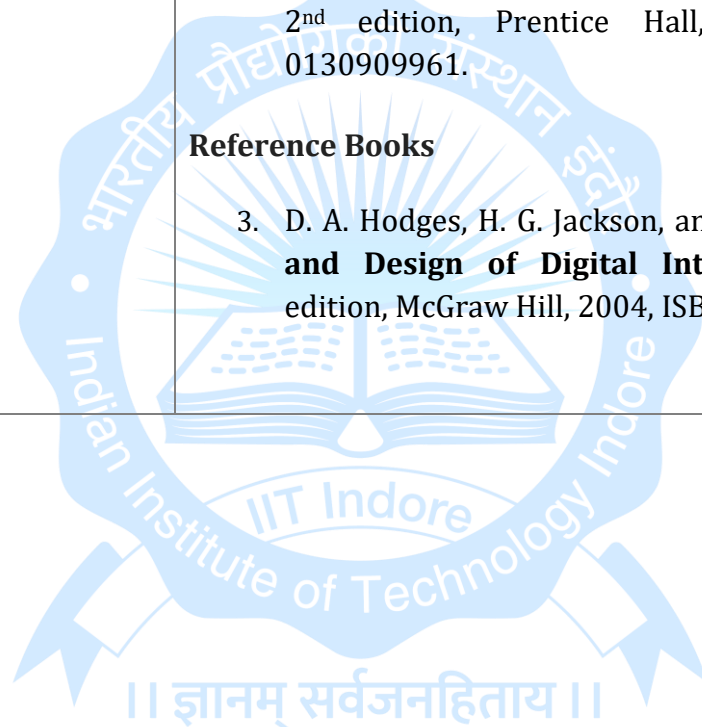 2nd edition, Prentice Hall,
0130909961.
Reference Books
3. D. A. Hodges, H. G. Jackson, an
and Design of Digital Int
edition, McGraw Hill, 2004, ISB
भारतीय प्रौद्योगिकी संस्थान इंदौर
Indian Institute of Technology Indore
IIT Indore
।। ज्ञानम् सर्वजनहिताय ।।